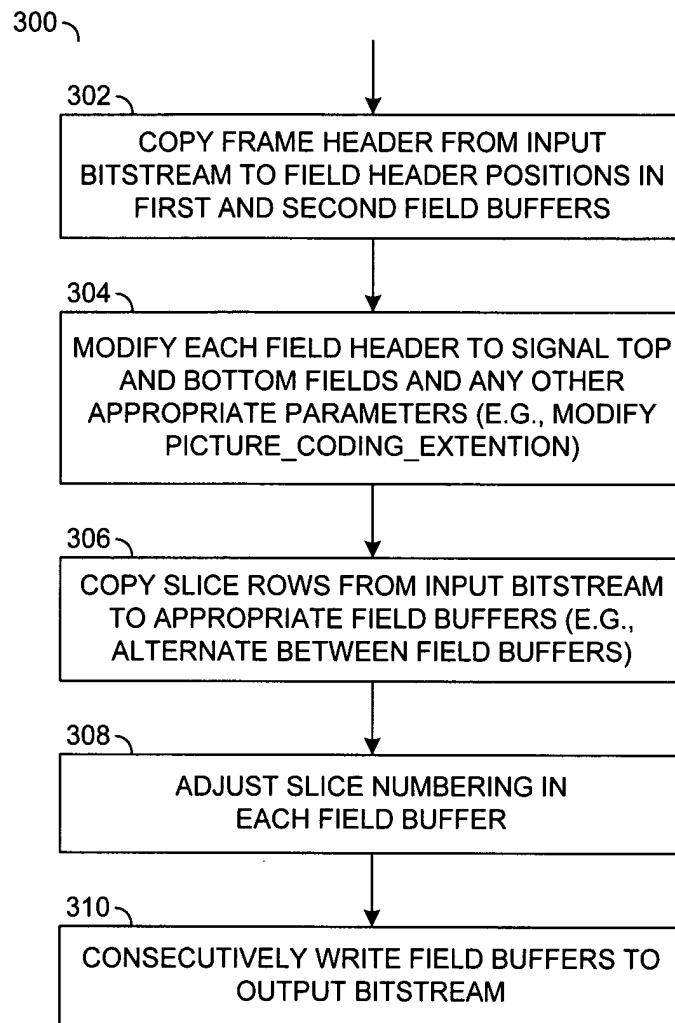 300
302
COPY FRAME HEADER FROM INPUT
BITSTREAM TO FIELD HEADER POSITIONS IN
FIRST AND SECOND FIELD BUFFERS
304
MODIFY EACH FIELD HEADER TO SIGNAL TOP
AND BOTTOM FIELDS AND ANY OTHER
APPROPRIATE PARAMETERS (E.G., MODIFY
PICTURE_CODING_EXTENTION)
306
COPY SLICE ROWS FROM INPUT BITSTREAM
TO APPROPRIATE FIELD BUFFERS (E.G.,
ALTERNATE BETWEEN FIELD BUFFERS)
308
ADJUST SLICE NUMBERING IN
EACH FIELD BUFFER
310
CONSECUTIVELY WRITE FIELD BUFFERS TO
OUTPUT BITSTREAM